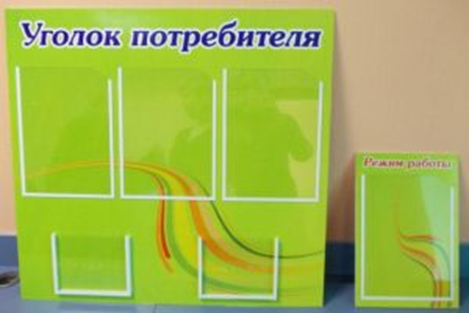 Уголок потребителя
Режим работы